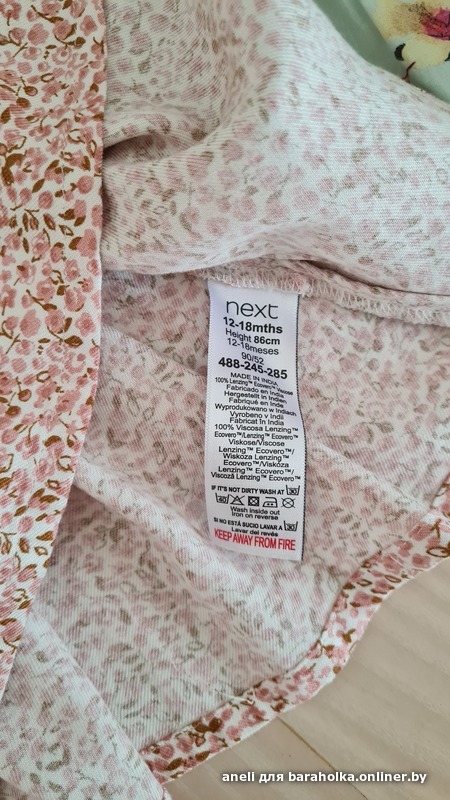 next
12-18mths
Height 86cm
12-18meses
90/52
488-245-285
MADE IN INDIA
100% Lenzing™ Ecovero™ Viscose
Fabricado en India
Hergestellt in Indien
Fabriqué en Inde
Wyprodukowano w Indiach
Vyrobeno v Indii
Fabricat în India
100% Viscosa Lenzing™
Ecovero™/Lenzing™ Ecovero™
Viskose/Viscose
Lenzing™ Ecovero™/
Wiskoza Lenzing™
Ecovero™/Viskóza
Lenzing™ Ecovero™/
Viscoză Lenzing™ Ecovero™
IF IT'S NOT DIRTY WASH AT 30
40
Wash inside out
Iron on reverse
SI NO ESTÁ SUCIO LAVAR A 30
Lavar del revés
KEEP AWAY FROM FIRE
aneli для baraholka.onliner.by